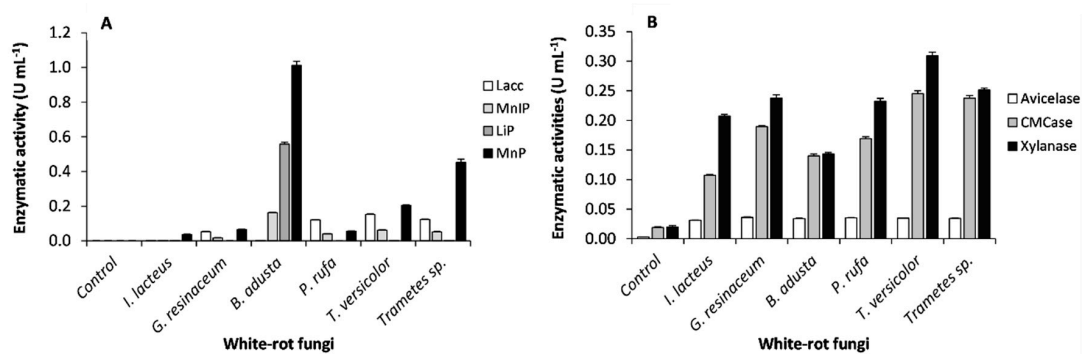 A
Enzymatic activity (U mL-1)
1.2
1.0
0.8
0.6
0.4
0.2
0.0
Control
I. lacteus
G. resinaceum
B. adusta
P. rufa
T. versicolor
Trametes sp.
White-rot fungi
Lacc
MnIP
LiP
MnP
B
Enzymatic activities (U mL-1)
0.35
0.30
0.25
0.20
0.15
0.10
0.05
0.00
Control
I. lacteus
G. resinaceum
B. adusta
P. rufa
T. versicolor
Trametes sp.
White-rot fungi
Avicelase
CMCase
Xylanase